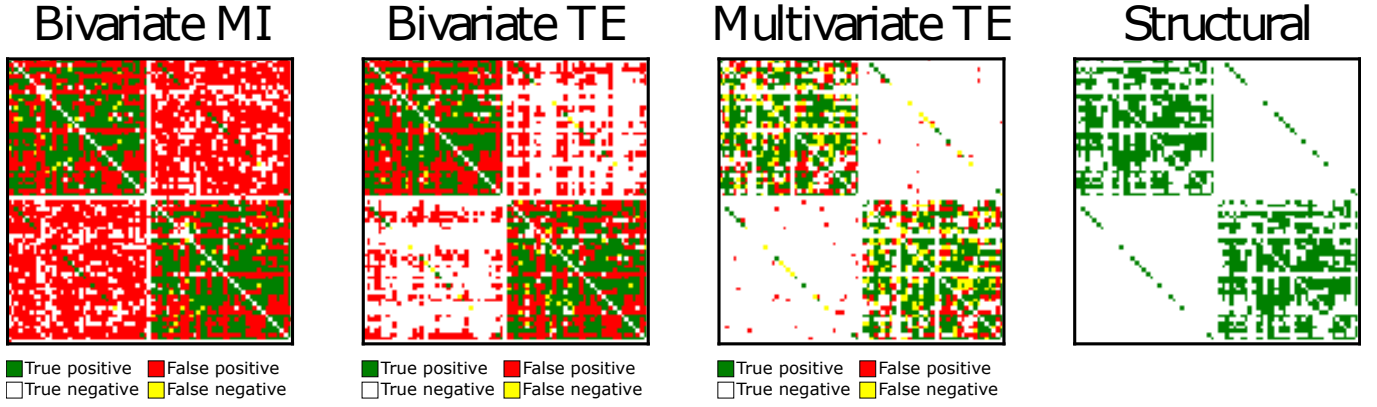 Bivariate MI
Bivariate TE
Multivariate TE
Structural
True positive
False positive
True negative
False negative
True positive
False positive
True negative
False negative
True positive
False positive
True negative
False negative